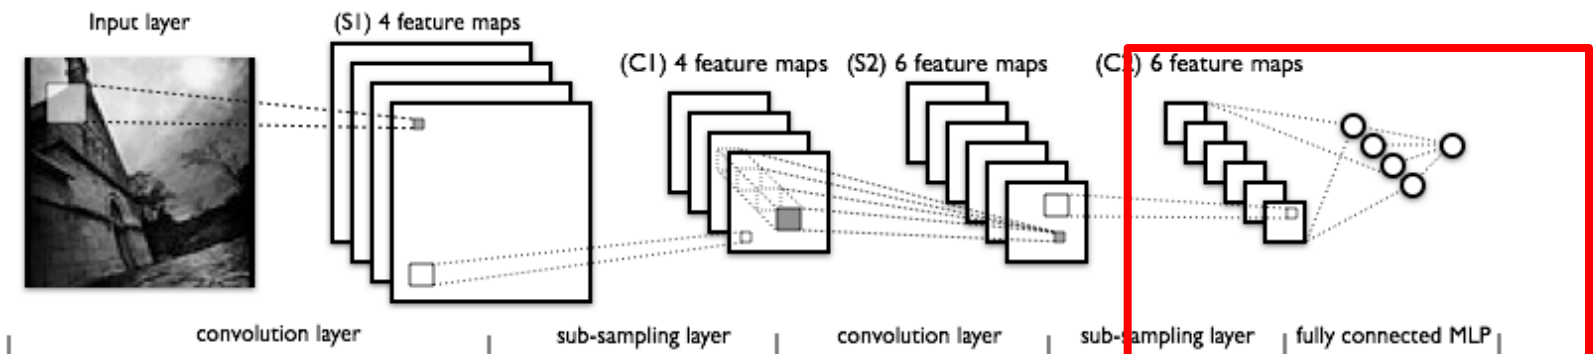 Input layer
(S1) 4 feature maps
(C1) 4 feature maps
(S2) 6 feature maps
(C2) 6 feature maps
convolution layer
sub-sampling layer
convolution layer
sub-sampling layer
fully connected MLP